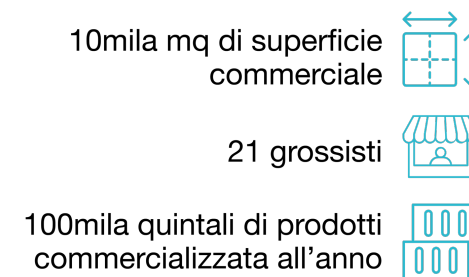 10mila mq di superficie
commerciale
21 grossisti
100mila quintali di prodotti
commercializzata all’anno